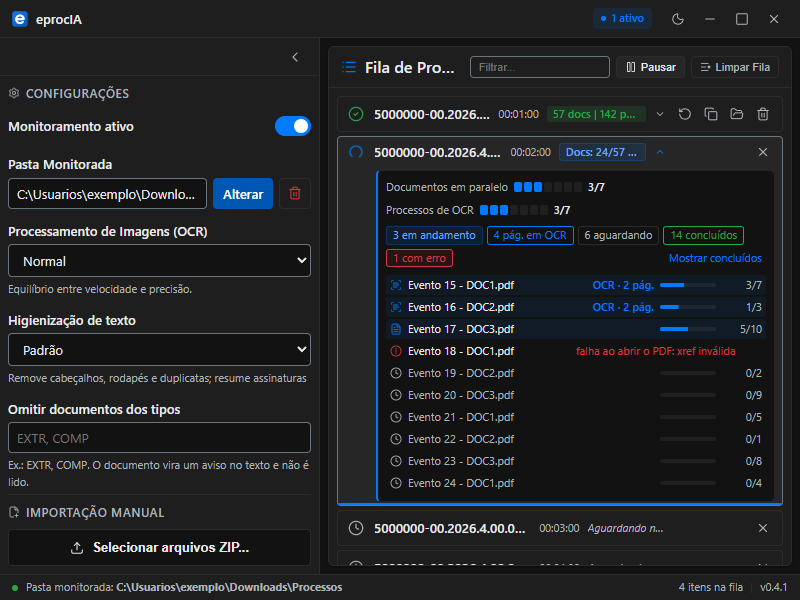 eprocIA
1 ativo
CONFIGURAÇÕES
Monitoramento ativo
Pasta Monitorada
C:\Usuarios\exemplo\Downlo...
Alterar
Processamento de Imagens (OCR)
Normal
Equilíbrio entre velocidade e precisão.
Higienização de texto
Padrão
Remove cabeçalhos, rodapés e duplicatas; resume assinaturas
Omitir documentos dos tipos
EXTR, COMP
Ex.: EXTR, COMP. O documento vira um aviso no texto e não é
lido.
IMPORTAÇÃO MANUAL
Selecionar arquivos ZIP...
Fila de Pro...
Filtrar...
Pausar
Limpar Fila
5000000-00.2026.... 00:01:00 57 docs | 142 p...
5000000-00.2026.4.... 00:02:00 Docs: 24/57 ...
Documentos em paralelo 3/7
Processos de OCR 3/7
3 em andamento 4 pág. em OCR 6 aguardando 14 concluídos
1 com erro Mostrar concluídos
Evento 15 - DOC1.pdf OCR · 2 pág. 3/7
Evento 16 - DOC2.pdf OCR · 2 pág. 1/3
Evento 17 - DOC3.pdf 5/10
Evento 18 - DOC1.pdf falha ao abrir o PDF: xref inválida
Evento 19 - DOC2.pdf 0/2
Evento 20 - DOC3.pdf 0/9
Evento 21 - DOC1.pdf 0/5
Evento 22 - DOC2.pdf 0/1
Evento 23 - DOC3.pdf 0/8
Evento 24 - DOC1.pdf 0/4
5000000-00.2026.4.00.0... 00:03:00 Aguardando n...
Pasta monitorada: C:\Usuarios\exemplo\Downloads\Processos
4 itens na fila
v0.4.1